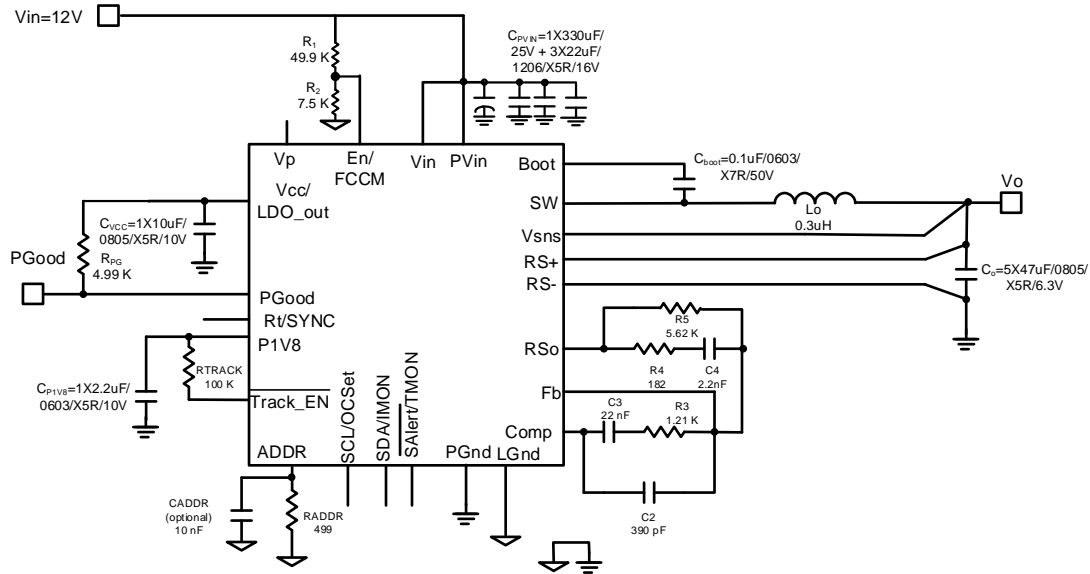 Vin=12V
R1
49.9 K
R2
7.5 K
CPVIN=1X330uF/
25V + 3X22uF/
1206/X5R/16V
Vp
En/
FCCM
Vin
PVin
Boot
Cboot=0.1uF/0603/
X7R/50V
Vcc/
LDO_out
SW
Lo
0.3uH
Vo
CVCC=1X10uF/
0805/X5R/10V
Vsns
PGood
RPG
4.99 K
RS+
RS-
Co=5X47uF/0805/
X5R/6.3V
PGood
Rt/SYNC
P1V8
R5
5.62 K
RSo
RTRACK
100 K
R4
182
C4
2.2nF
CP1V8=1X2.2uF/
0603/X5R/10V
Track_EN
Fb
C3
22 nF
R3
1.21 K
Comp
ADDR
SCL/OCSet
SDA/IMON
SAlert/TMON
PGnd
LGnd
CADDR
(optional)
10 nF
RADDR
499
C2
390 pF